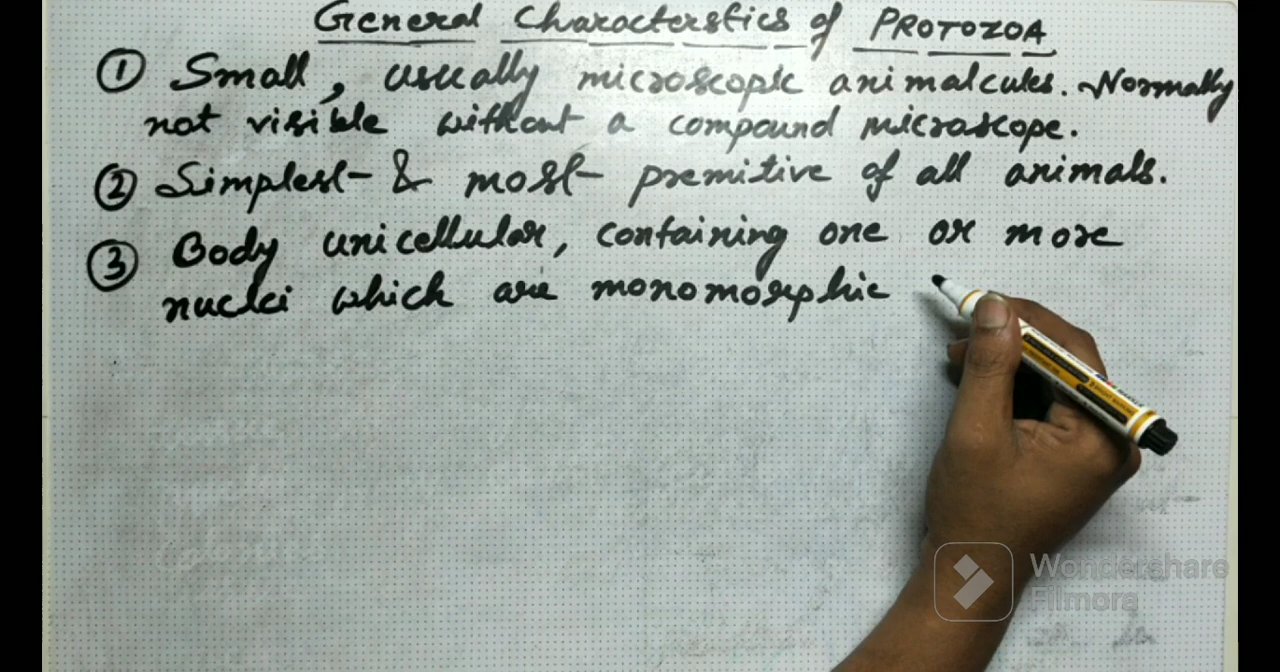 General Characterstics of PROTOZOA
① Small, usually microscopic animalcules. Normally
not visible without a compound microscope.
② Simplest & most premitive of all animals.
③ Body unicellular, containing one or more
nuclei which are monomorphic
Wondershare
Filmora